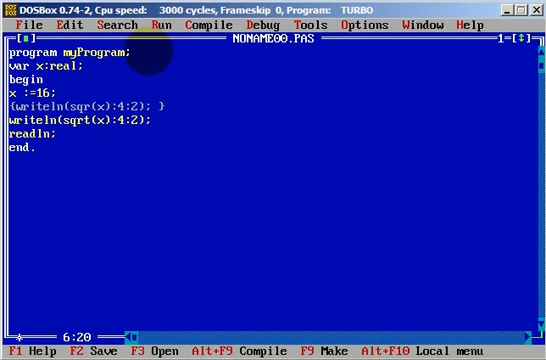 DOSBox 0.74-2, Cpu speed: 3000 cycles, Frameskip 0, Program: TURBO
File Edit Search Run Compile Debug Tools Options Window Help
NONAME00.PAS 1
program myProgram;
var x:real;
begin
x :=16;
{writeln(sqr(x):4:2); }
writeln(sqrt(x):4:2);
readln;
end.
6:20
F1 Help F2 Save F3 Open Alt+F9 Compile F9 Make Alt+F10 Local menu